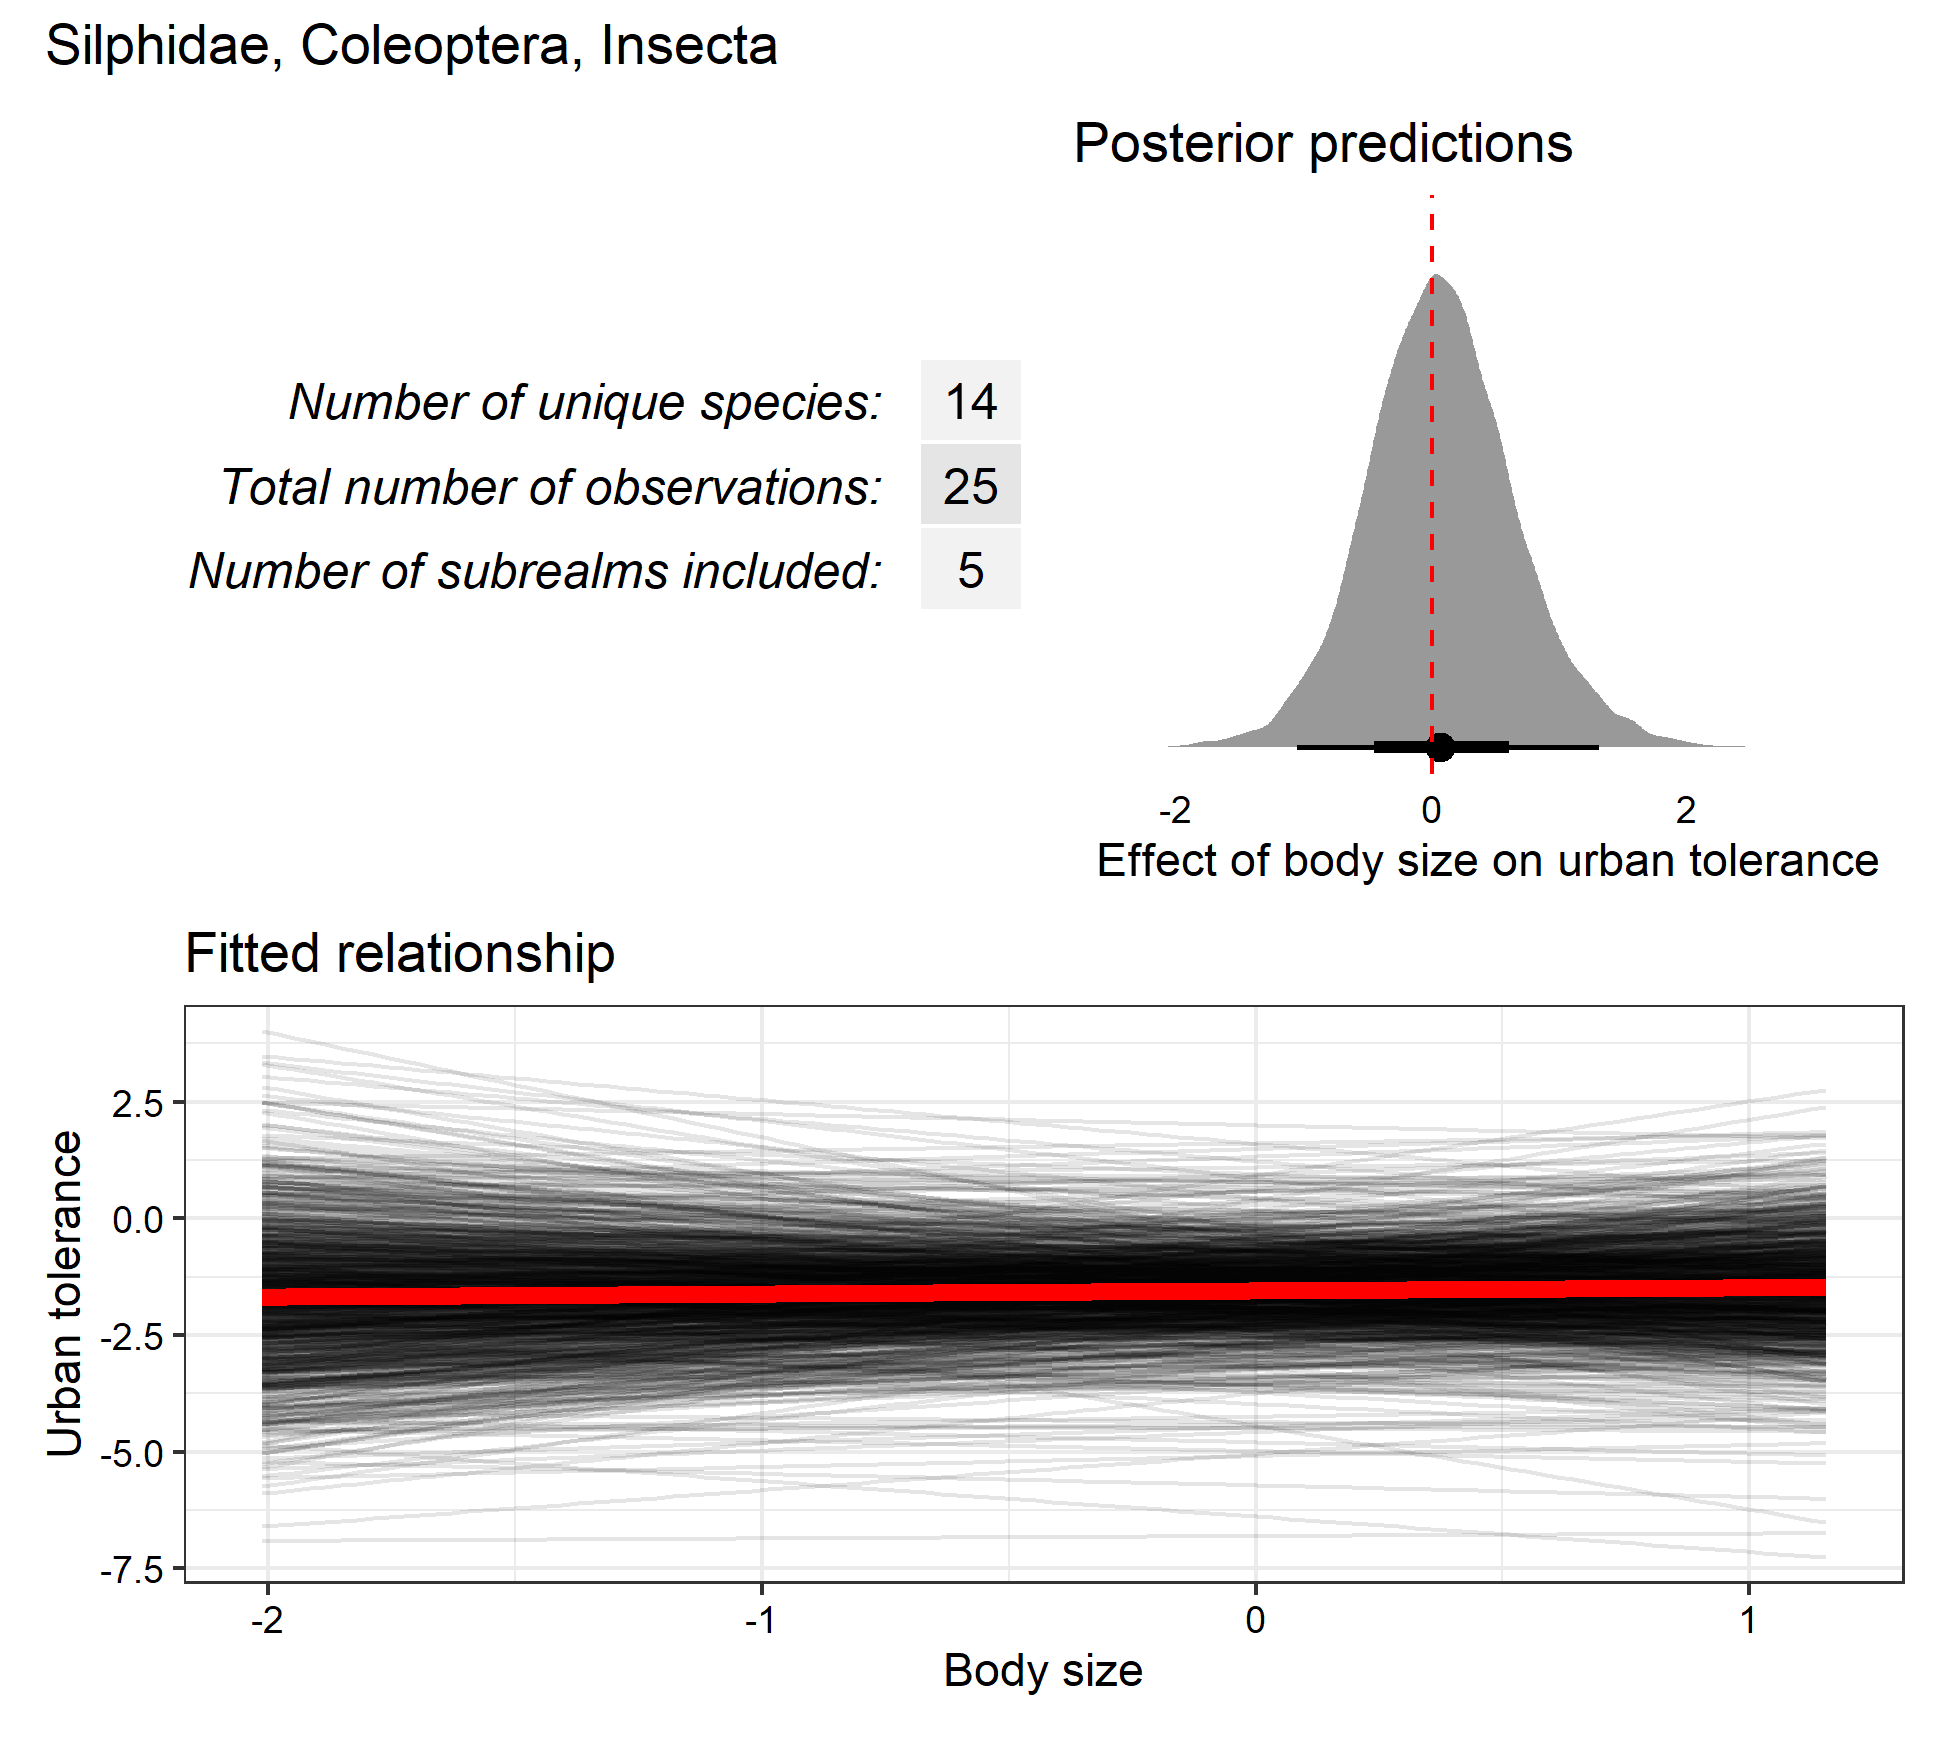 Silphidae, Coleoptera, Insecta
Posterior predictions
Number of unique species: 14
Total number of observations: 25
Number of subrealms included: 5
-2 0 2
Effect of body size on urban tolerance
Fitted relationship
Urban tolerance
2.5
0.0
-2.5
-5.0
-7.5
-2 -1 0 1
Body size